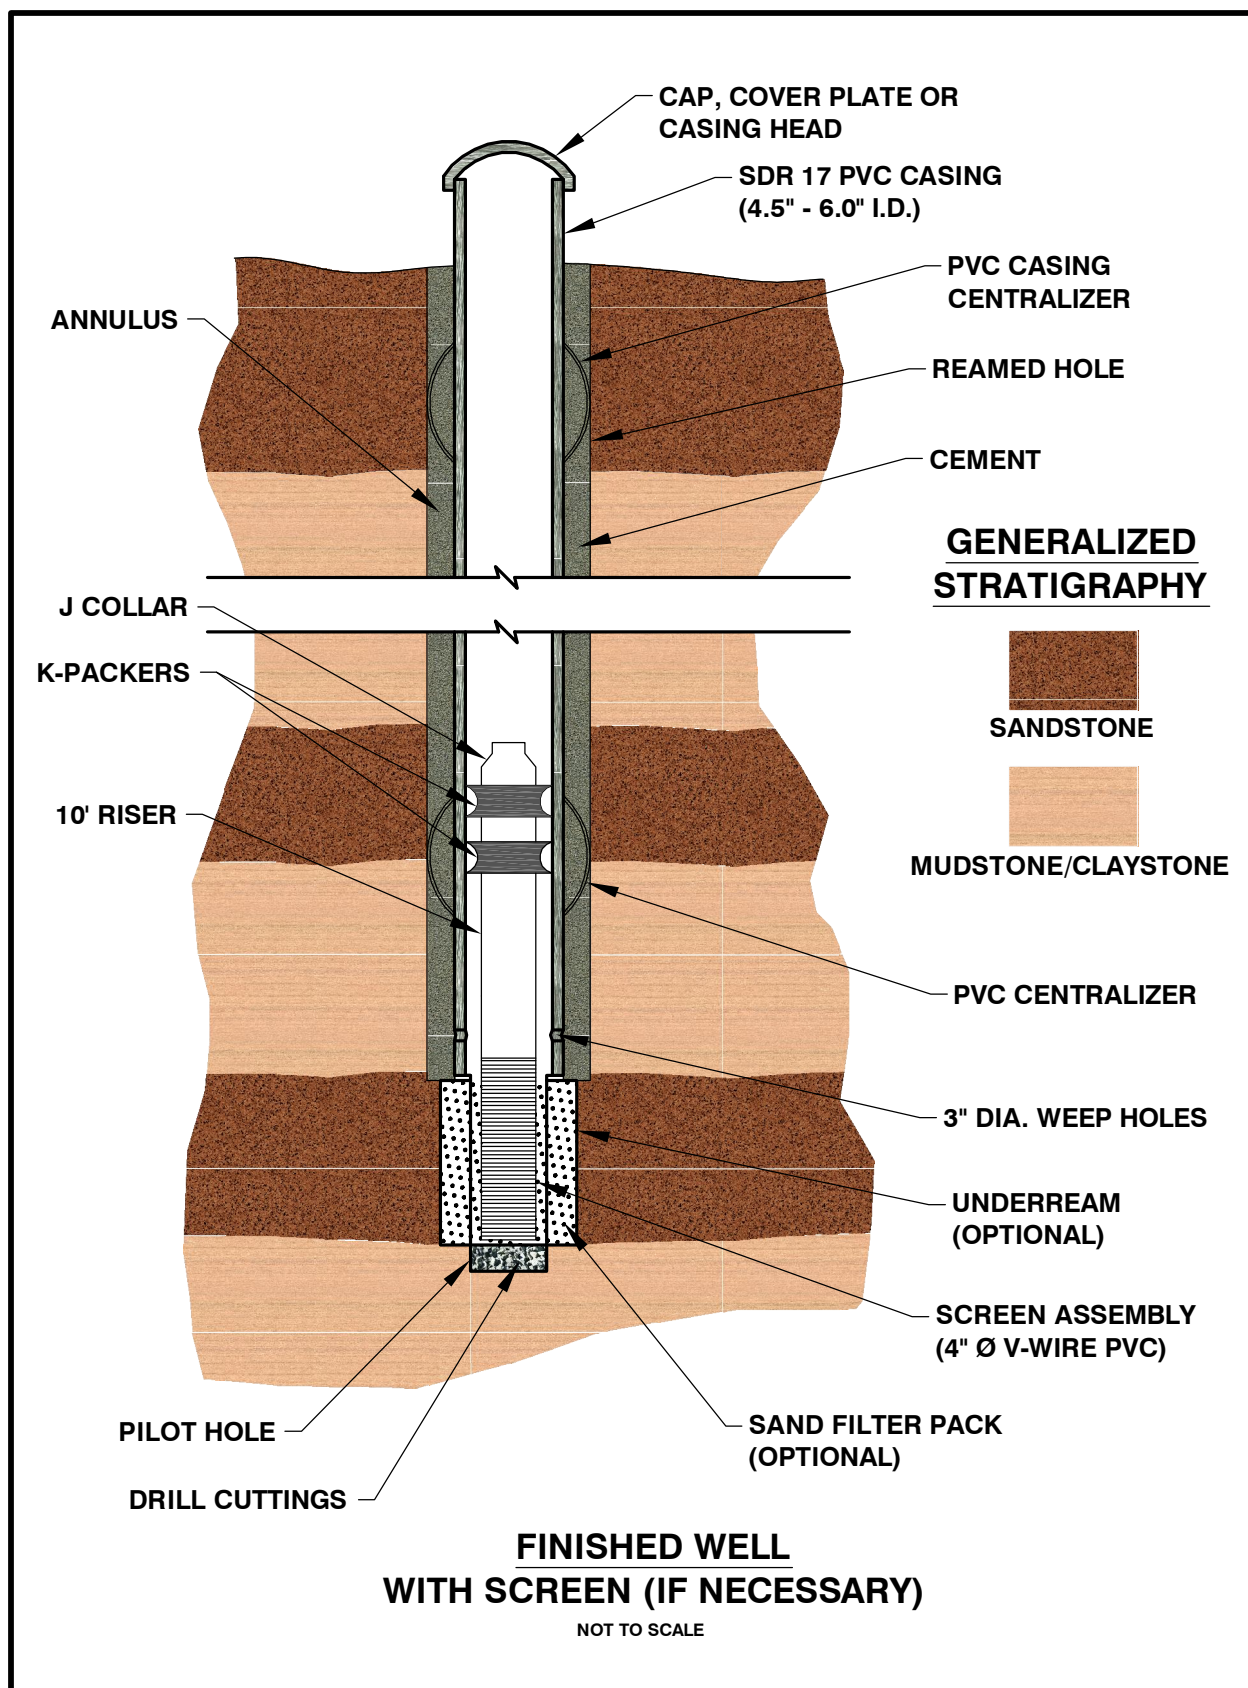 CAP, COVER PLATE OR
CASING HEAD
SDR 17 PVC CASING
(4.5" - 6.0" I.D.)
PVC CASING
CENTRALIZER
ANNULUS
REAMED HOLE
CEMENT
GENERALIZED
STRATIGRAPHY
J COLLAR
K-PACKERS
SANDSTONE
10' RISER
MUDSTONE/CLAYSTONE
PVC CENTRALIZER
3" DIA. WEEP HOLES
UNDERREAM
(OPTIONAL)
SCREEN ASSEMBLY
(4" Ø V-WIRE PVC)
PILOT HOLE
SAND FILTER PACK
(OPTIONAL)
DRILL CUTTINGS
FINISHED WELL
WITH SCREEN (IF NECESSARY)
NOT TO SCALE